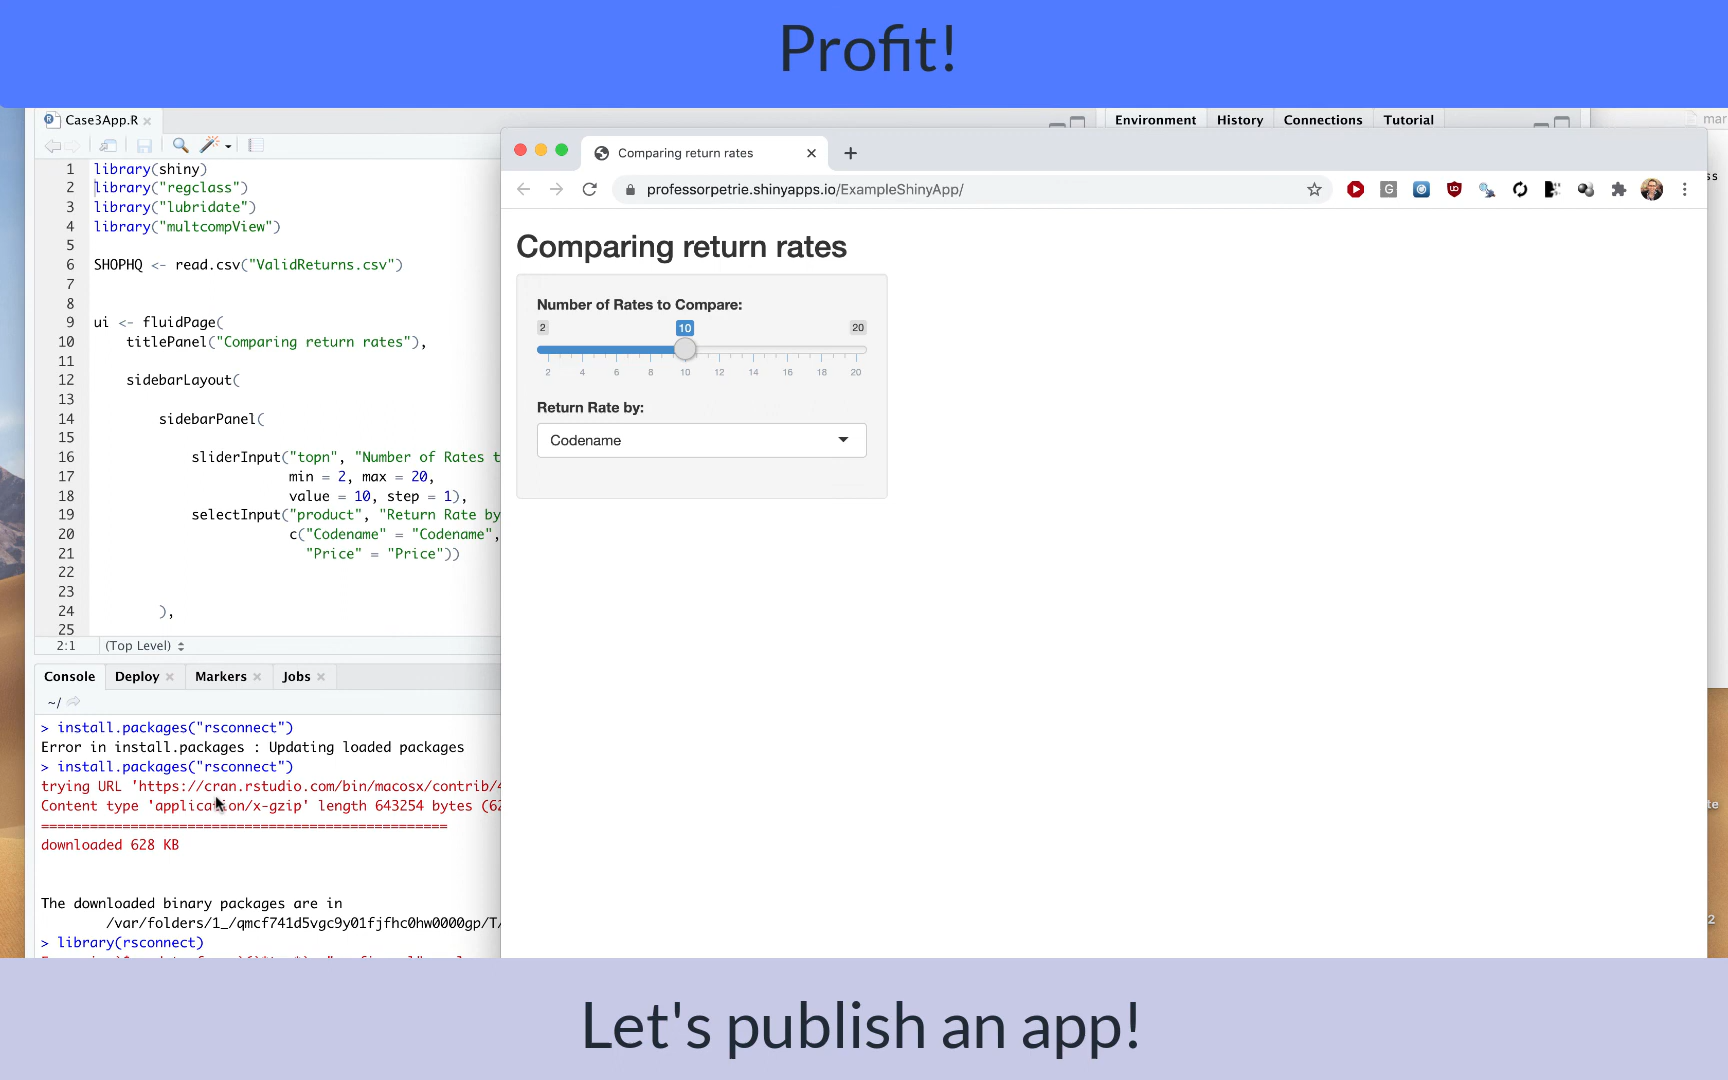 Profit!
Case3App.R
1 library(shiny)
2 library("regclass")
3 library("lubridate")
4 library("multcompView")
5
6 SHOPHQ <- read.csv("ValidReturns.csv")
7
8
9 ui <- fluidPage(
10 titlePanel("Comparing return rates"),
11
12 sidebarLayout(
13
14 sidebarPanel(
15
16 sliderInput("topn", "Number of Rates t
17 min = 2, max = 20,
18 value = 10, step = 1),
19 selectInput("product", "Return Rate by
20 c("Codename" = "Codename",
21 "Price" = "Price"))
22
23
24 ),
25
2:1 (Top Level)
Console Deploy Markers Jobs
~/
> install.packages("rsconnect")
Error in install.packages : Updating loaded packages
> install.packages("rsconnect")
trying URL 'https://cran.rstudio.com/bin/macosx/contrib/4
Content type 'application/x-gzip' length 643254 bytes (62
==================================================
downloaded 628 KB
The downloaded binary packages are in
/var/folders/1_/qmcf741d5vgc9y01fjfhc0hw0000gp/T/
> library(rsconnect)
Environment History Connections Tutorial
mar
Comparing return rates
professorpetrie.shinyapps.io/ExampleShinyApp/
Comparing return rates
Number of Rates to Compare:
2 10 20
2 4 6 8 10 12 14 16 18 20
Return Rate by:
Codename
te
2
Let's publish an app!